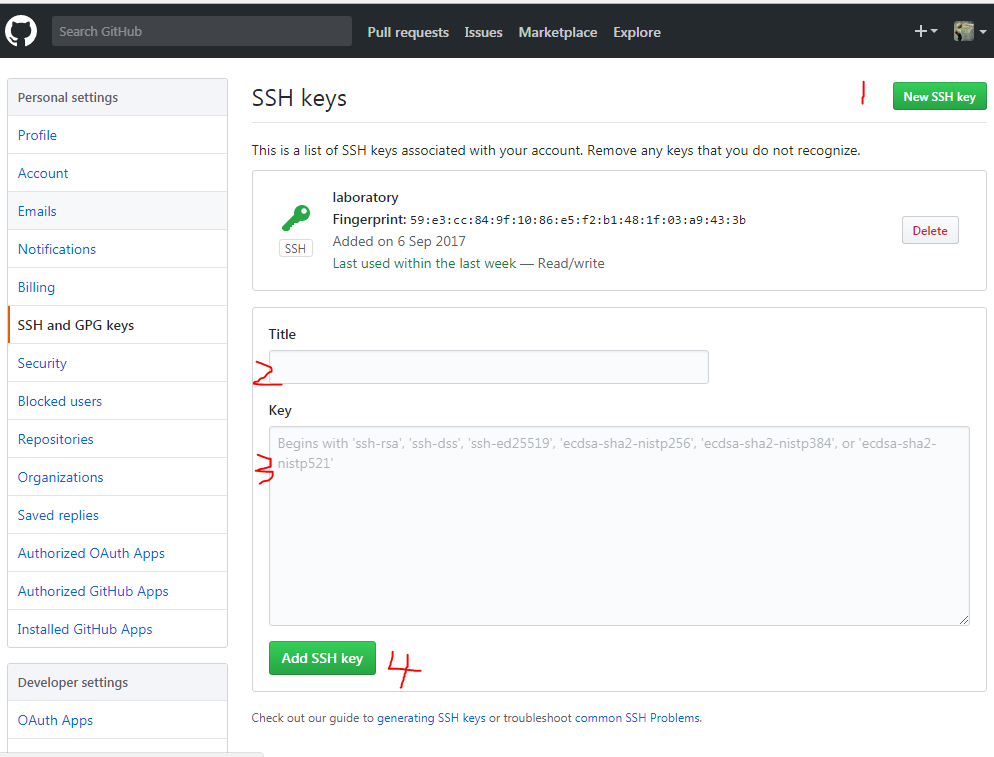 Search GitHub
Pull requests Issues Marketplace Explore
Personal settings
Profile
Account
Emails
Notifications
Billing
SSH and GPG keys
Security
Blocked users
Repositories
Organizations
Saved replies
Authorized OAuth Apps
Authorized GitHub Apps
Installed GitHub Apps
Developer settings
OAuth Apps
SSH keys
1
New SSH key
This is a list of SSH keys associated with your account. Remove any keys that you do not recognize.
SSH
laboratory
Fingerprint: 59:e3:cc:84:9f:10:86:e5:f2:b1:48:1f:03:a9:43:3b
Added on 6 Sep 2017
Last used within the last week — Read/write
Delete
Title
2
Key
Begins with 'ssh-rsa', 'ssh-dss', 'ssh-ed25519', 'ecdsa-sha2-nistp256', 'ecdsa-sha2-nistp384', or 'ecdsa-sha2-
nistp521'
3
Add SSH key
4
Check out our guide to generating SSH keys or troubleshoot common SSH Problems.